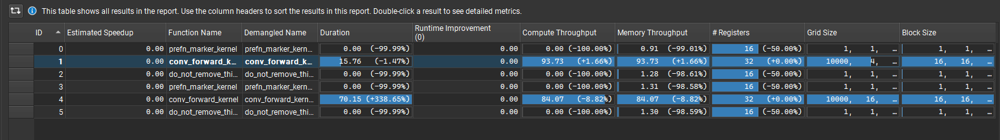 This table shows all results in the report. Use the column headers to sort the results in this report. Double-click a result to see detailed metrics.
ID Estimated Speedup Function Name Demangled Name Duration Runtime Improvement (0) Compute Throughput Memory Throughput # Registers Grid Size Block Size
0 0.00 prefn_marker_kernel prefn_marker_kern... 0.00 (-99.99%) 0.00 0.00 (-100.00%) 0.91 (-99.01%) 16 (-50.00%) 1, 1, ... 1, 1, ...
1 0.00 conv_forward_k... conv_forward_k... 15.76 (-1.47%) 0.00 93.73 (+1.66%) 93.73 (+1.66%) 32 (+0.00%) 10000, 4, ... 16, 16, ...
2 0.00 do_not_remove_thi... do_not_remove_thi... 0.00 (-99.99%) 0.00 0.00 (-100.00%) 1.28 (-98.61%) 16 (-50.00%) 1, 1, ... 1, 1, ...
3 0.00 prefn_marker_kernel prefn_marker_kern... 0.00 (-99.99%) 0.00 0.00 (-100.00%) 1.31 (-98.58%) 16 (-50.00%) 1, 1, ... 1, 1, ...
4 0.00 conv_forward_kernel conv_forward_kern... 70.15 (+338.65%) 0.00 84.07 (-8.82%) 84.07 (-8.82%) 32 (+0.00%) 10000, 16, ... 16, 16, ...
5 0.00 do_not_remove_thi... do_not_remove_thi... 0.00 (-99.99%) 0.00 0.00 (-100.00%) 1.30 (-98.59%) 16 (-50.00%) 1, 1, ... 1, 1, ...